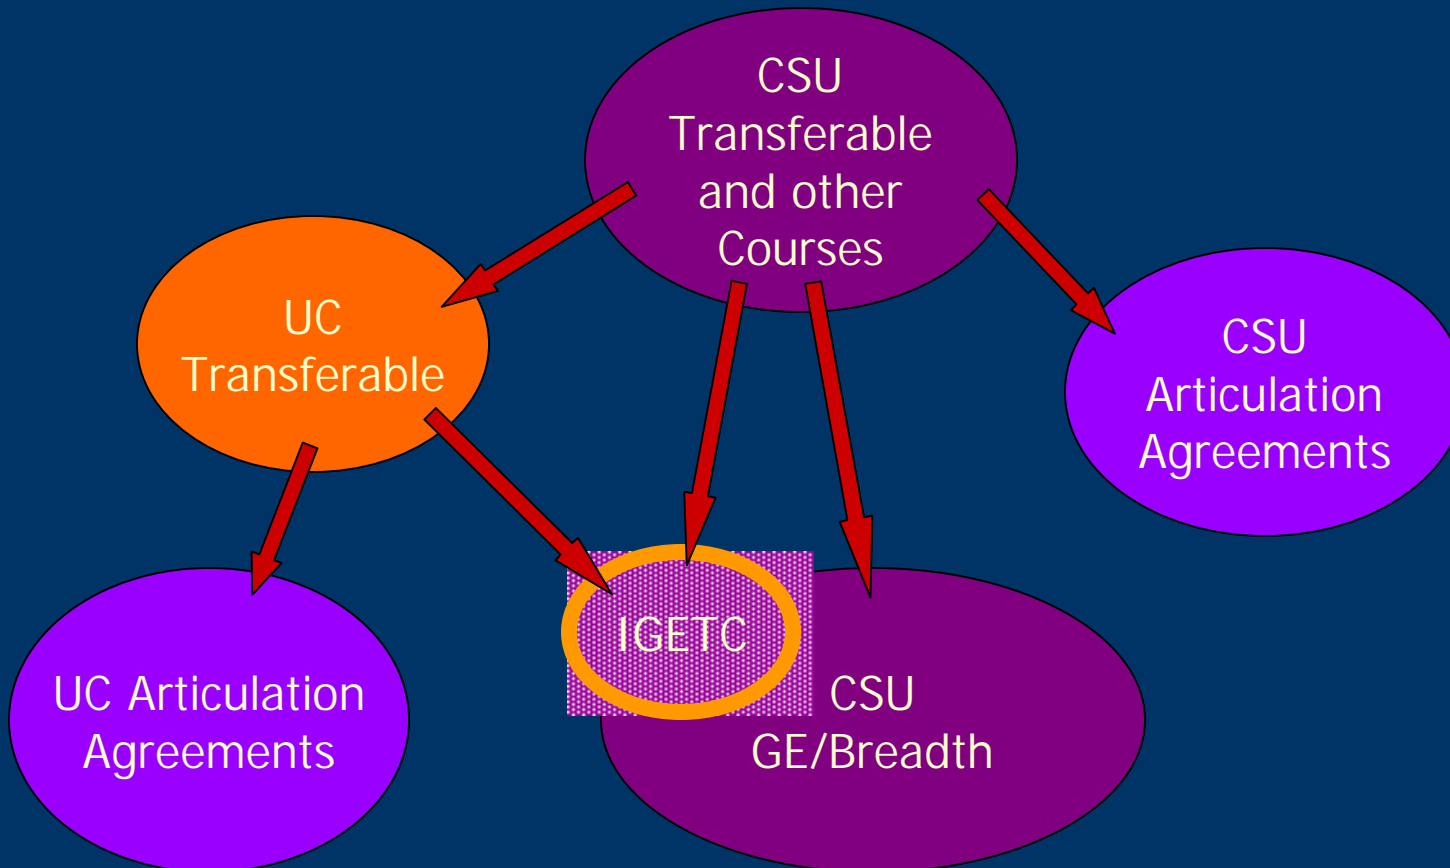 CSU
Transferable
and other
Courses
UC
Transferable
CSU
Articulation
Agreements
IGETC
UC Articulation
Agreements
CSU
GE/Breadth